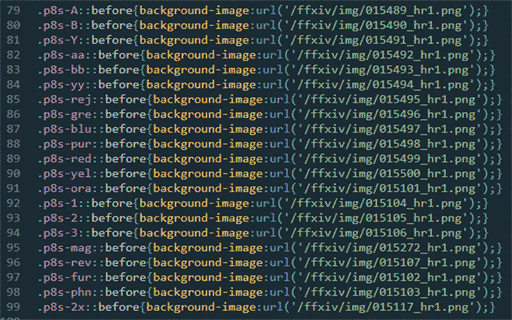 79 .p8s-A::before{background-image:url('/ffxiv/img/015489_hr1.png');}
80 .p8s-B::before{background-image:url('/ffxiv/img/015490_hr1.png');}
81 .p8s-Y::before{background-image:url('/ffxiv/img/015491_hr1.png');}
82 .p8s-aa::before{background-image:url('/ffxiv/img/015492_hr1.png');}
83 .p8s-bb::before{background-image:url('/ffxiv/img/015493_hr1.png');}
84 .p8s-yy::before{background-image:url('/ffxiv/img/015494_hr1.png');}
85 .p8s-rej::before{background-image:url('/ffxiv/img/015495_hr1.png');}
86 .p8s-gre::before{background-image:url('/ffxiv/img/015496_hr1.png');}
87 .p8s-blu::before{background-image:url('/ffxiv/img/015497_hr1.png');}
88 .p8s-pur::before{background-image:url('/ffxiv/img/015498_hr1.png');}
89 .p8s-red::before{background-image:url('/ffxiv/img/015499_hr1.png');}
90 .p8s-yel::before{background-image:url('/ffxiv/img/015500_hr1.png');}
91 .p8s-ora::before{background-image:url('/ffxiv/img/015101_hr1.png');}
92 .p8s-1::before{background-image:url('/ffxiv/img/015104_hr1.png');}
93 .p8s-2::before{background-image:url('/ffxiv/img/015105_hr1.png');}
94 .p8s-3::before{background-image:url('/ffxiv/img/015106_hr1.png');}
95 .p8s-mag::before{background-image:url('/ffxiv/img/015272_hr1.png');}
96 .p8s-rev::before{background-image:url('/ffxiv/img/015107_hr1.png');}
97 .p8s-fur::before{background-image:url('/ffxiv/img/015102_hr1.png');}
98 .p8s-phn::before{background-image:url('/ffxiv/img/015103_hr1.png');}
99 .p8s-2x::before{background-image:url('/ffxiv/img/015117_hr1.png');}